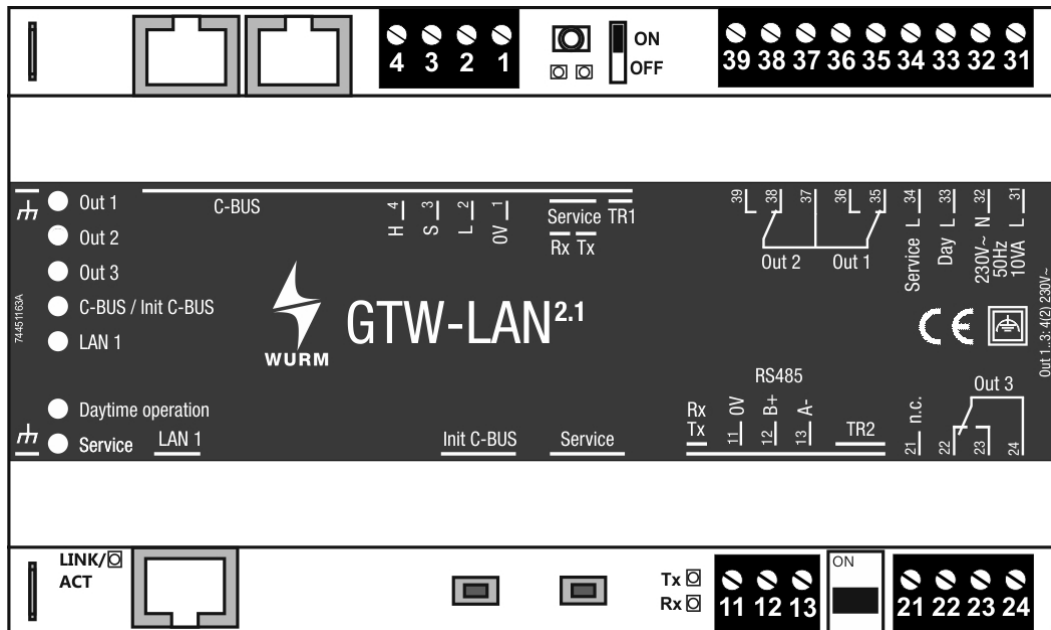 4 3 2 1
ON
OFF
39 38 37 36 35 34 33 32 31
Out 1
Out 2
Out 3
C-BUS / Init C-BUS
LAN 1
Daytime operation
Service
74451163A
C-BUS
H 4
S 3
L 2
0V 1
Service
Rx Tx
TR1
39 38 37 36 35
Out 2 Out 1
Service L 34
Day L 33
230V~ N 32
50Hz
10VA L 31
WURM
GTW-LAN2.1
CE
Out 1..3: 4(2) 230V~
LAN 1
Init C-BUS
Service
Rx
Tx
RS485
11 0V
12 B+
13 A-
TR2
21 n.c.
Out 3
22 23 24
LINK/
ACT
Tx
Rx
11 12 13
ON
21 22 23 24